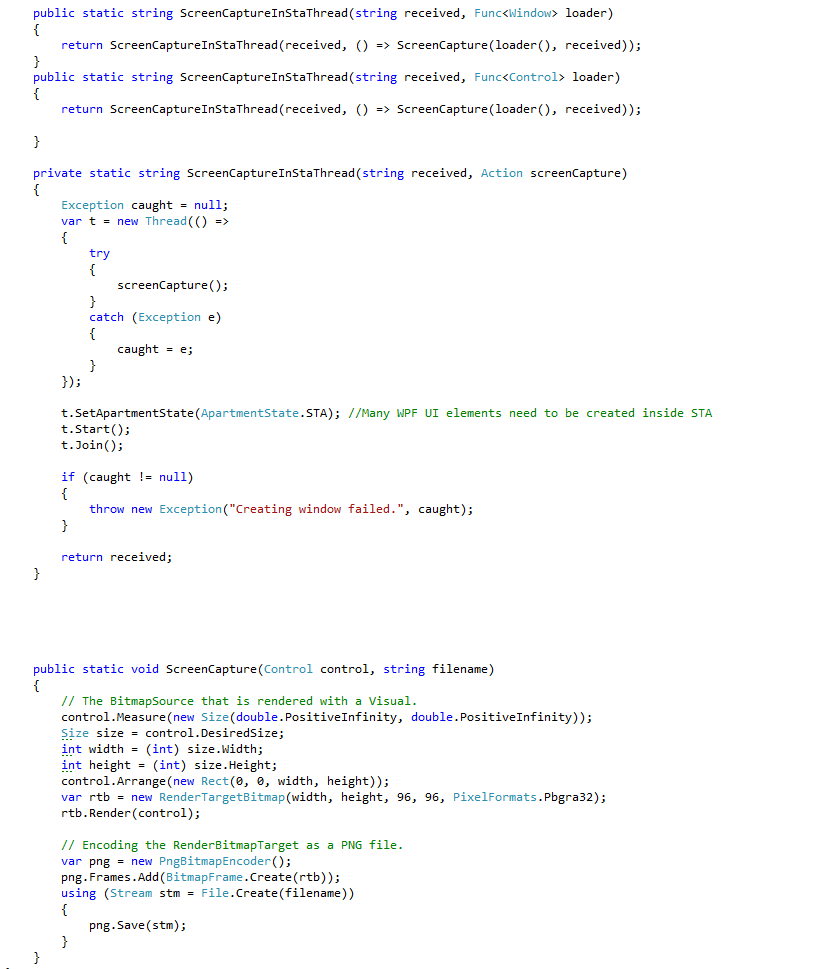 public static string ScreenCaptureInStaThread(string received, Func<Window> loader)
{
    return ScreenCaptureInStaThread(received, () => ScreenCapture(loader(), received));
}
public static string ScreenCaptureInStaThread(string received, Func<Control> loader)
{
    return ScreenCaptureInStaThread(received, () => ScreenCapture(loader(), received));

}

private static string ScreenCaptureInStaThread(string received, Action screenCapture)
{
    Exception caught = null;
    var t = new Thread(() =>
    {
        try
        {
            screenCapture();
        }
        catch (Exception e)
        {
            caught = e;
        }
    });

    t.SetApartmentState(ApartmentState.STA); //Many WPF UI elements need to be created inside STA
    t.Start();
    t.Join();

    if (caught != null)
    {
        throw new Exception("Creating window failed.", caught);
    }

    return received;
}

public static void ScreenCapture(Control control, string filename)
{
    // The BitmapSource that is rendered with a Visual.
    control.Measure(new Size(double.PositiveInfinity, double.PositiveInfinity));
    Size size = control.DesiredSize;
    int width = (int) size.Width;
    int height = (int) size.Height;
    control.Arrange(new Rect(0, 0, width, height));
    var rtb = new RenderTargetBitmap(width, height, 96, 96, PixelFormats.Pbgra32);
    rtb.Render(control);

    // Encoding the RenderBitmapTarget as a PNG file.
    var png = new PngBitmapEncoder();
    png.Frames.Add(BitmapFrame.Create(rtb));
    using (Stream stm = File.Create(filename))
    {
        png.Save(stm);
    }
}